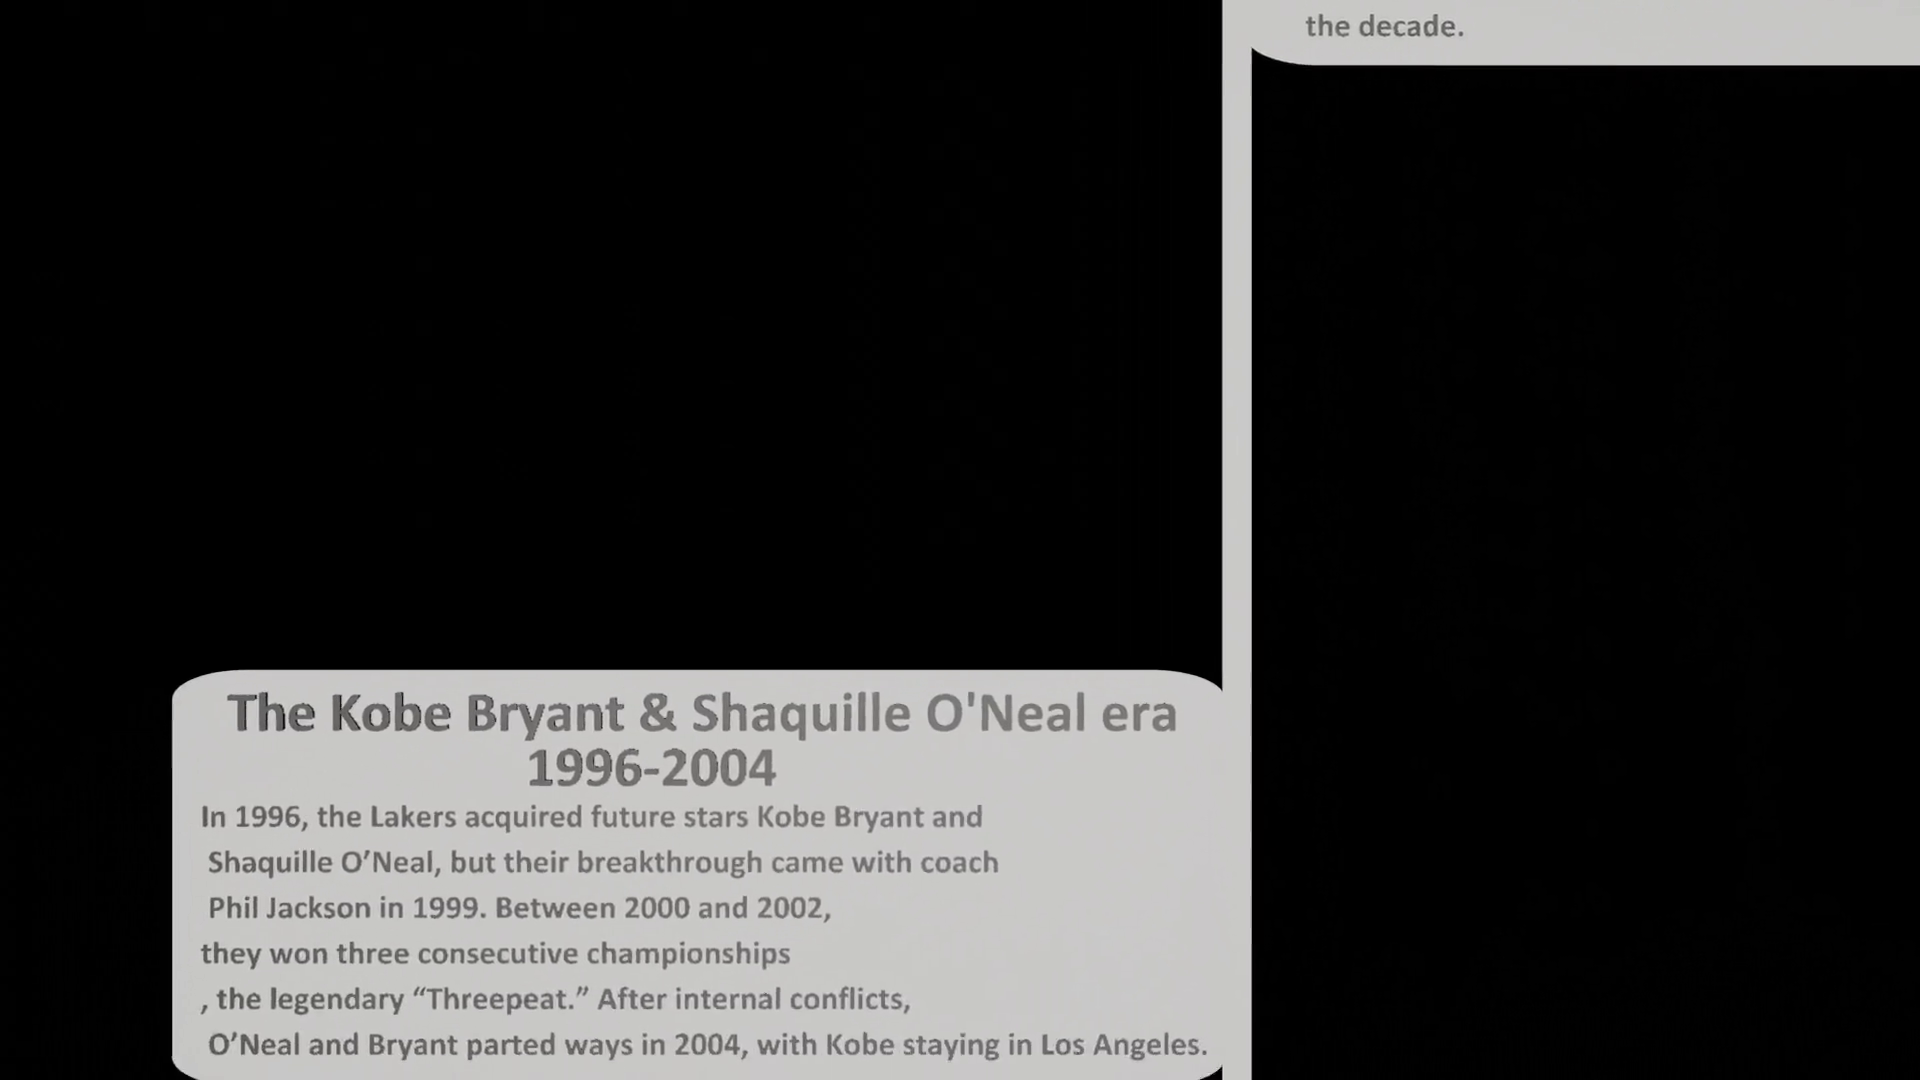 the decade.
The Kobe Bryant & Shaquille O'Neal era
1996-2004
In 1996, the Lakers acquired future stars Kobe Bryant and
Shaquille O’Neal, but their breakthrough came with coach
Phil Jackson in 1999. Between 2000 and 2002,
they won three consecutive championships
, the legendary “Threepeat.” After internal conflicts,
O’Neal and Bryant parted ways in 2004, with Kobe staying in Los Angeles.